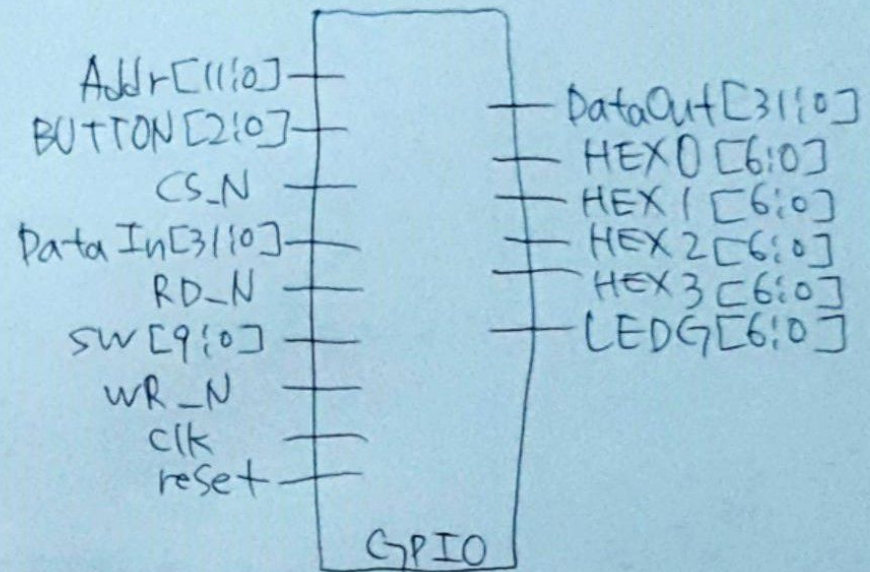 Addr[11:0]
BUTTON[2:0]
CS_N
DataIn[31:0]
RD_N
SW[9:0]
WR_N
clk
reset
DataOut[31:0]
HEX0[6:0]
HEX1[6:0]
HEX2[6:0]
HEX3[6:0]
LEDG[6:0]
GPIO